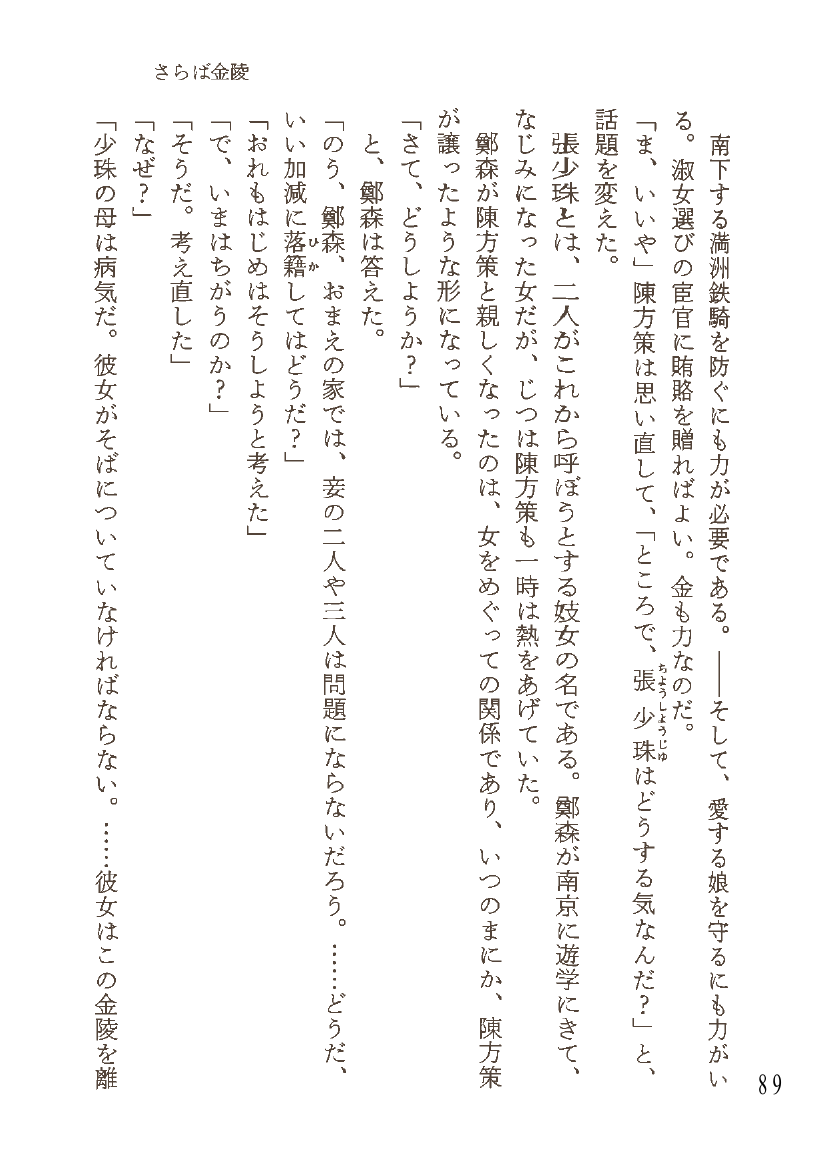 さらば金陵
南下する満洲鉄騎を防ぐにも力が必要である。――そして、愛する娘を守るにも力がい
る。淑女選びの宦官に賄賂を贈ればよい。金も力なのだ。
「ま、いいや」陳方策は思い直して、「ところで、張少珠はどうする気なんだ？」と、
ちょうしょうじゅ
話題を変えた。
張少珠とは、二人がこれから呼ぼうとする妓女の名である。鄭森が南京に遊学にきて、
なじみになった女だが、じつは陳方策も一時は熱をあげていた。
鄭森が陳方策と親しくなったのは、女をめぐっての関係であり、いつのまにか、陳方策
が譲ったような形になっている。
「さて、どうしようか？」
と、鄭森は答えた。
「のう、鄭森、おまえの家では、妾の二人や三人は問題にならないだろう。……どうだ、
いい加減に落籍してはどうだ？」
ひか
「おれもはじめはそうしようと考えた」
「で、いまはちがうのか？」
「そうだ。考え直した」
「なぜ？」
「少珠の母は病気だ。彼女がそばについていなければならない。……彼女はこの金陵を離
89